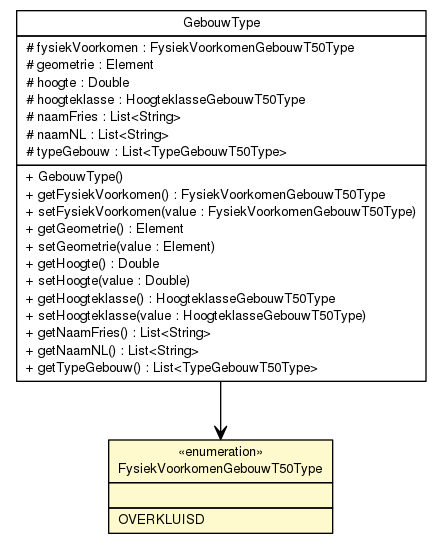 GebouwType
# fysiekVoorkomen : FysiekVoorkomenGebouwT50Type
# geometrie : Element
# hoogte : Double
# hoogteklasse : HoogteklasseGebouwT50Type
# naamFries : List<String>
# naamNL : List<String>
# typeGebouw : List<TypeGebouwT50Type>
+ GebouwType()
+ getFysiekVoorkomen() : FysiekVoorkomenGebouwT50Type
+ setFysiekVoorkomen(value : FysiekVoorkomenGebouwT50Type)
+ getGeometrie() : Element
+ setGeometrie(value : Element)
+ getHoogte() : Double
+ setHoogte(value : Double)
+ getHoogteklasse() : HoogteklasseGebouwT50Type
+ setHoogteklasse(value : HoogteklasseGebouwT50Type)
+ getNaamFries() : List<String>
+ getNaamNL() : List<String>
+ getTypeGebouw() : List<TypeGebouwT50Type>
«enumeration»
FysiekVoorkomenGebouwT50Type
OVERKLUISD